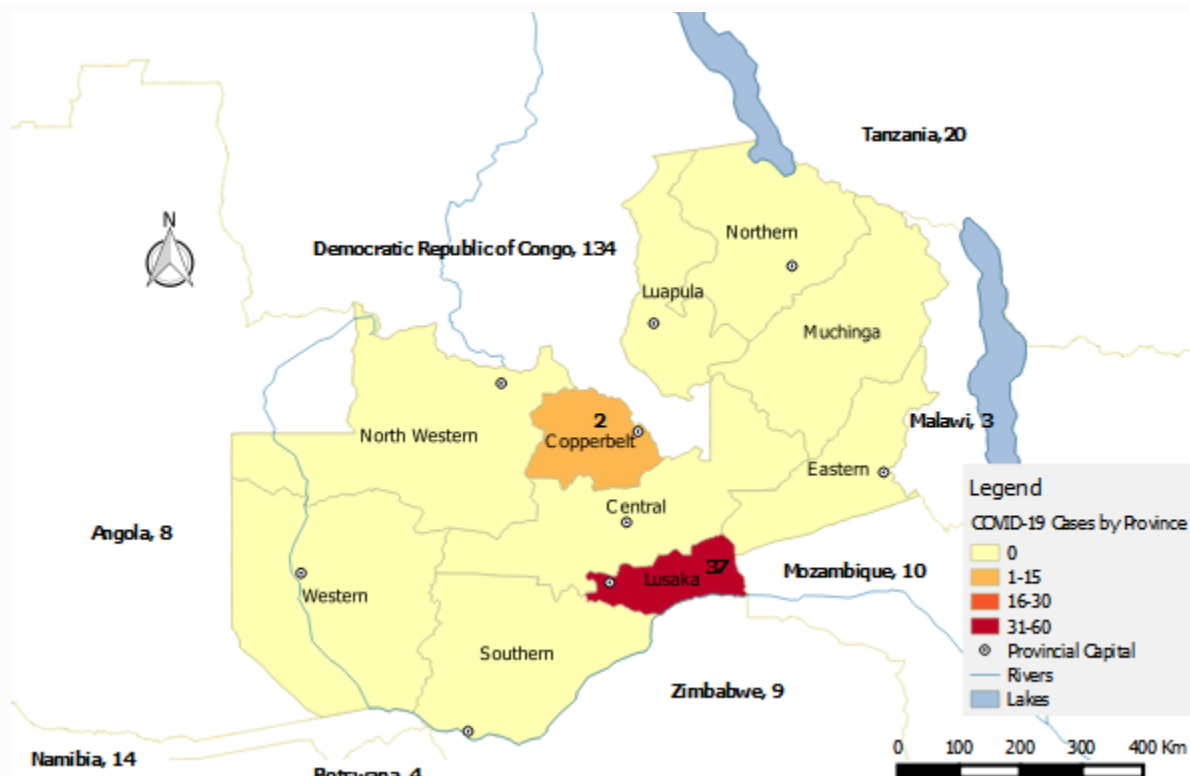 Tanzania, 20
N
Northern
Democratic Republic of Congo, 134
Luapula
Muchinga
2
Copperbelt
North Western
Malawi, 3
Eastern
Central
Angola, 8
37
Lusaka
Mozambique, 10
Western
Southern
Zimbabwe, 9
Namibia, 14
Botswana, 4
Legend
COVID-19 Cases by Province
0
1-15
16-30
31-60
Provincial Capital
Rivers
Lakes
0 100 200 300 400 Km